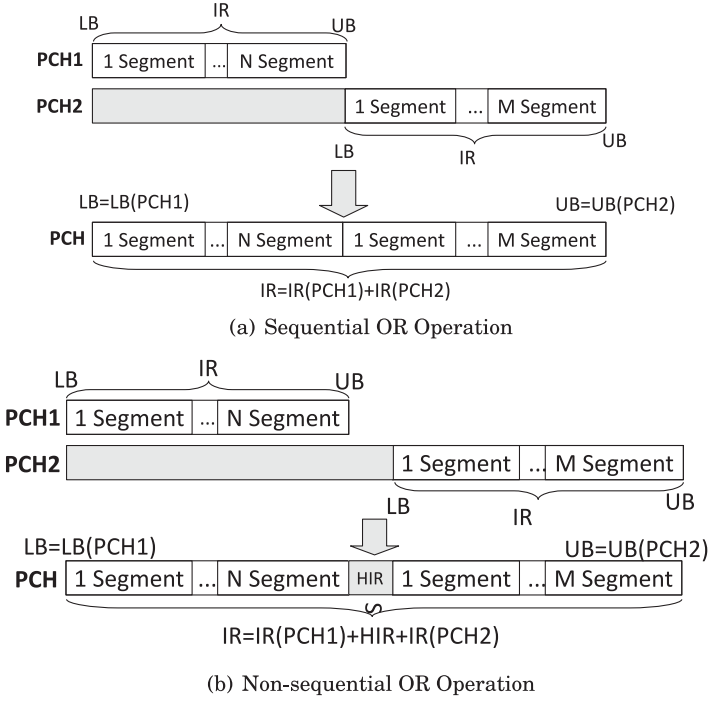 LB IR UB
PCH1 1 Segment ... N Segment
PCH2 1 Segment ... M Segment
LB IR UB
LB=LB(PCH1) UB=UB(PCH2)
PCH 1 Segment ... N Segment 1 Segment ... M Segment
IR=IR(PCH1)+IR(PCH2)
(a) Sequential OR Operation
LB IR UB
PCH1 1 Segment ... N Segment
PCH2 1 Segment ... M Segment
LB IR UB
LB=LB(PCH1) UB=UB(PCH2)
PCH 1 Segment ... N Segment HIR 1 Segment ... M Segment
S
IR=IR(PCH1)+HIR+IR(PCH2)
(b) Non-sequential OR Operation